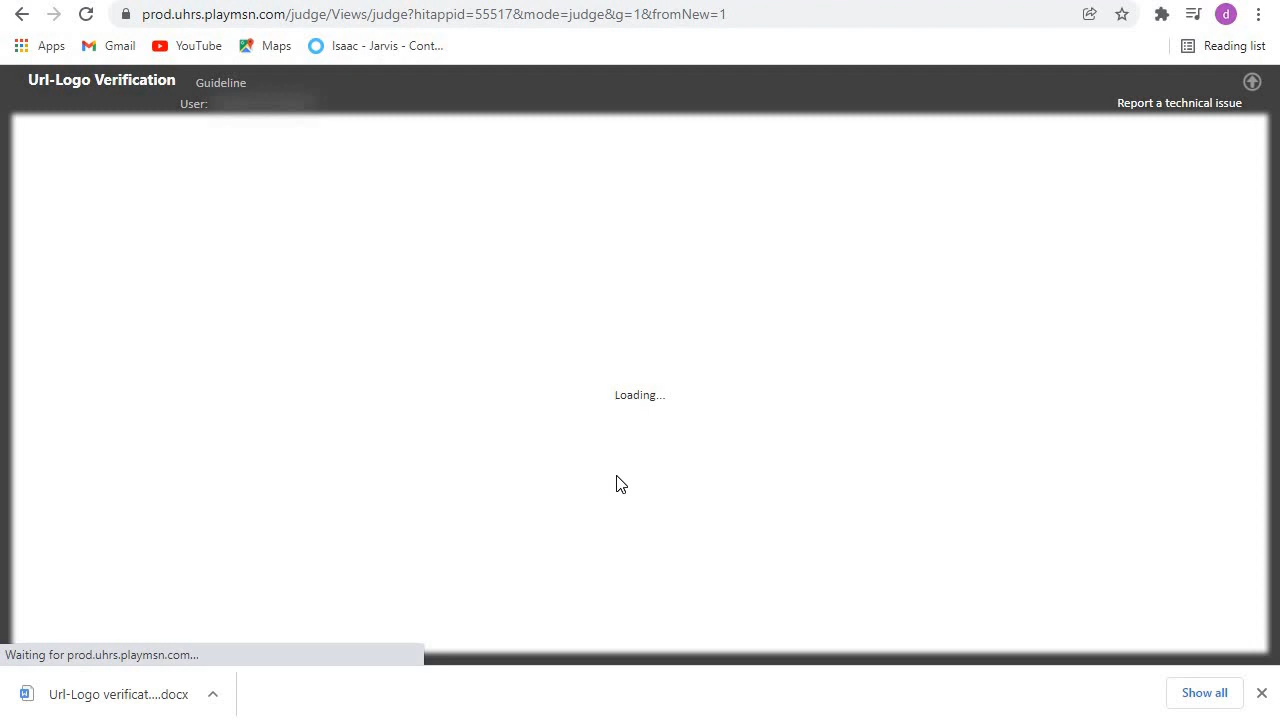 prod.uhrs.playmsn.com/judge/Views/judge?hitappid=55517&mode=judge&g=1&fromNew=1
d
Apps Gmail YouTube Maps Isaac - Jarvis - Cont... Reading list
Url-Logo Verification Guideline
User:
Report a technical issue
Loading...
Waiting for prod.uhrs.playmsn.com...
Url-Logo verificat....docx
Show all